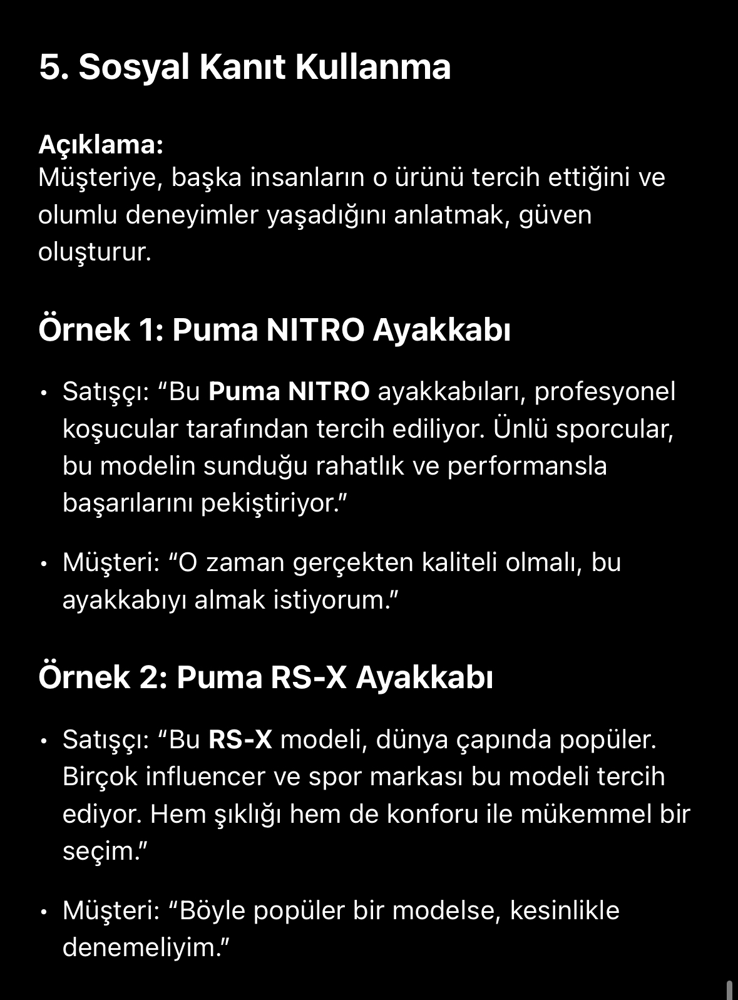 5. Sosyal Kanıt Kullanma
Açıklama:
Müşteriye, başka insanların o ürünü tercih ettiğini ve
olumlu deneyimler yaşadığını anlatmak, güven
oluşturur.
Örnek 1: Puma NITRO Ayakkabı
• Satışçı: “Bu Puma NITRO ayakkabıları, profesyonel
koşucular tarafından tercih ediliyor. Ünlü sporcular,
bu modelin sunduğu rahatlık ve performansla
başarılarını pekiştiriyor.”
• Müşteri: “O zaman gerçekten kaliteli olmalı, bu
ayakkabıyı almak istiyorum.”
Örnek 2: Puma RS-X Ayakkabı
• Satışçı: “Bu RS-X modeli, dünya çapında popüler.
Birçok influencer ve spor markası bu modeli tercih
ediyor. Hem şıklığı hem de konforu ile mükemmel bir
seçim.”
• Müşteri: “Böyle popüler bir modelse, kesinlikle
denemeliyim.”